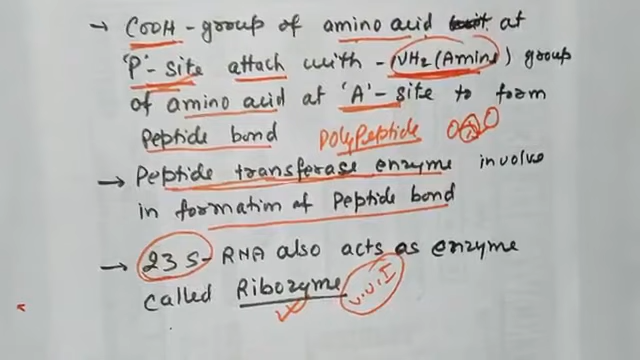 → COOH - group of amino acid at
'P'- site attach with - NH2 (Amine) group
of amino acid at 'A'- site to form
Peptide bond Polypeptide
→ Peptide transferase enzyme involve
in formation of Peptide bond
→ 23 S- RNA also acts as enzyme
called Ribozyme v.v.I